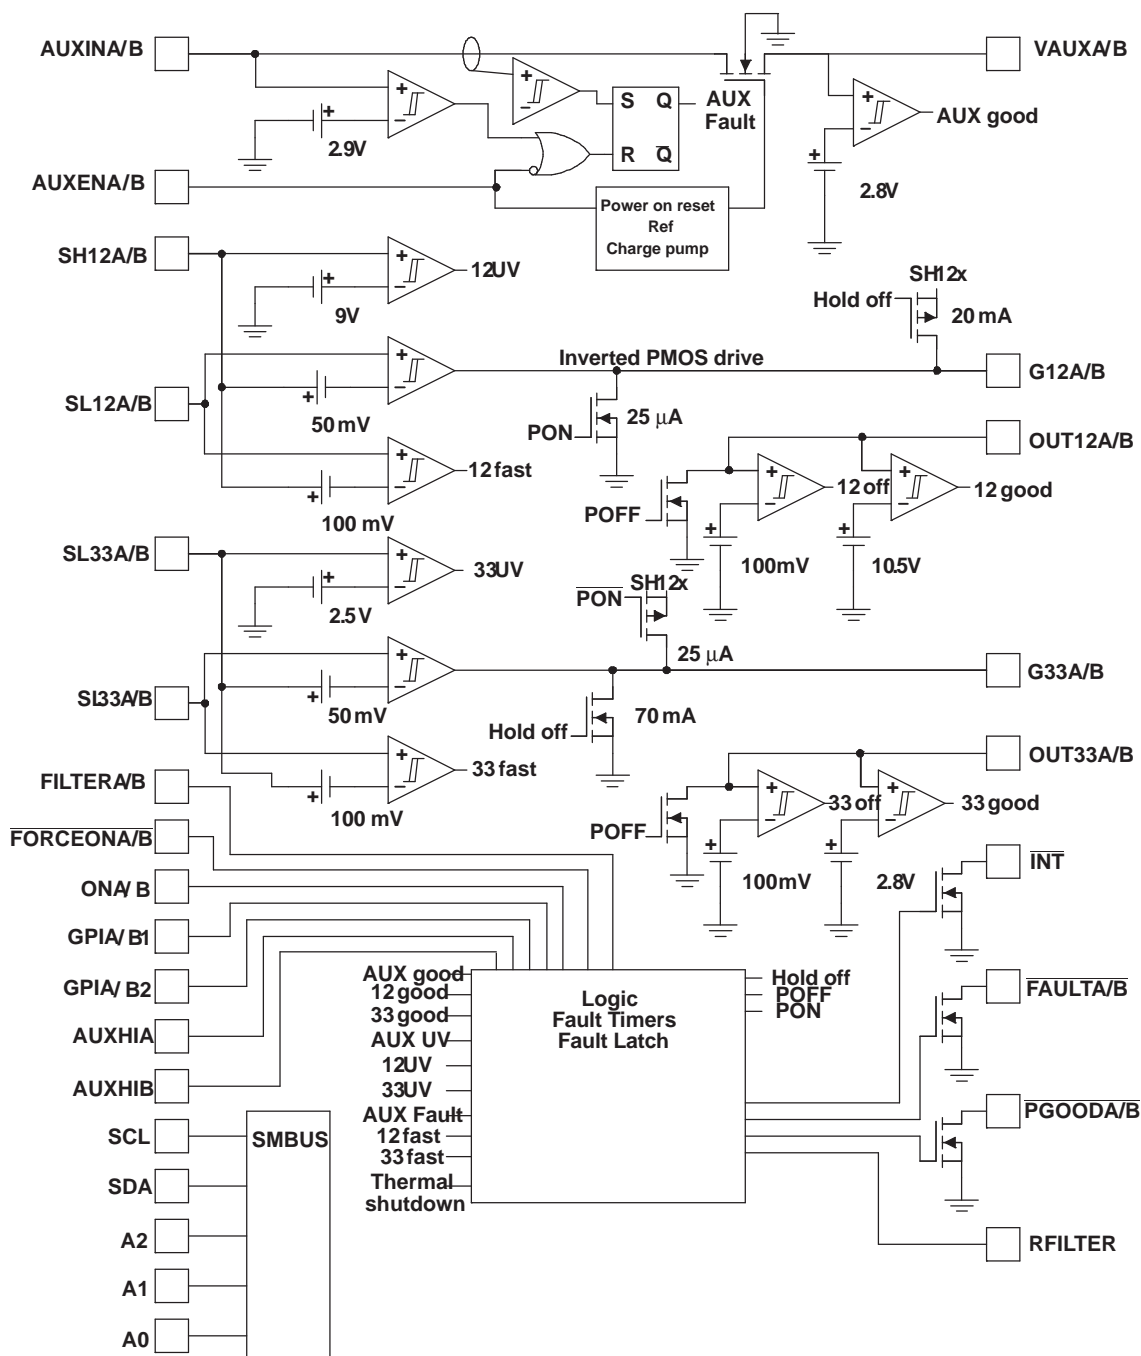 AUXINA/B
VAUXA/B
+
−
2.9V
+
+
−
S Q
R Q̅
AUX
Fault
+
−
AUX good
+
2.8V
AUXENA/B
Power on reset
Ref
Charge pump
SH12A/B
+
−
12UV
+
9V
SH12x
Hold off
20 mA
Inverted PMOS drive
G12A/B
SL12A/B
+
−
+
50 mV
PON
25 μA
OUT12A/B
+
−
12 fast
+
100 mV
POFF
+
−
12 off
+
100mV
+
−
12 good
+
10.5V
SL33A/B
+
−
33UV
+
2.5V
SH12x
P̅O̅N̅
25 μA
G33A/B
SL33A/B
+
−
+
50 mV
Hold off
70 mA
OUT33A/B
+
−
33 fast
+
100 mV
POFF
+
−
33 off
+
100mV
+
−
33 good
+
2.8V
FILTERA/B
F̅O̅R̅C̅E̅O̅N̅A̅/̅B̅
ONA/ B
GPIA/ B1
GPIA/ B2
AUXHIA
AUXHIB
I̅N̅T̅
F̅A̅U̅L̅T̅A̅/̅B̅
P̅G̅O̅O̅D̅A̅/̅B̅
RFILTER
AUX good
12 good
33 good
AUX UV
12UV
33UV
AUX Fault
12 fast
33 fast
Thermal
shutdown
Logic
Fault Timers
Fault Latch
Hold off
POFF
PON
SCL
SMBUS
SDA
A2
A1
A0